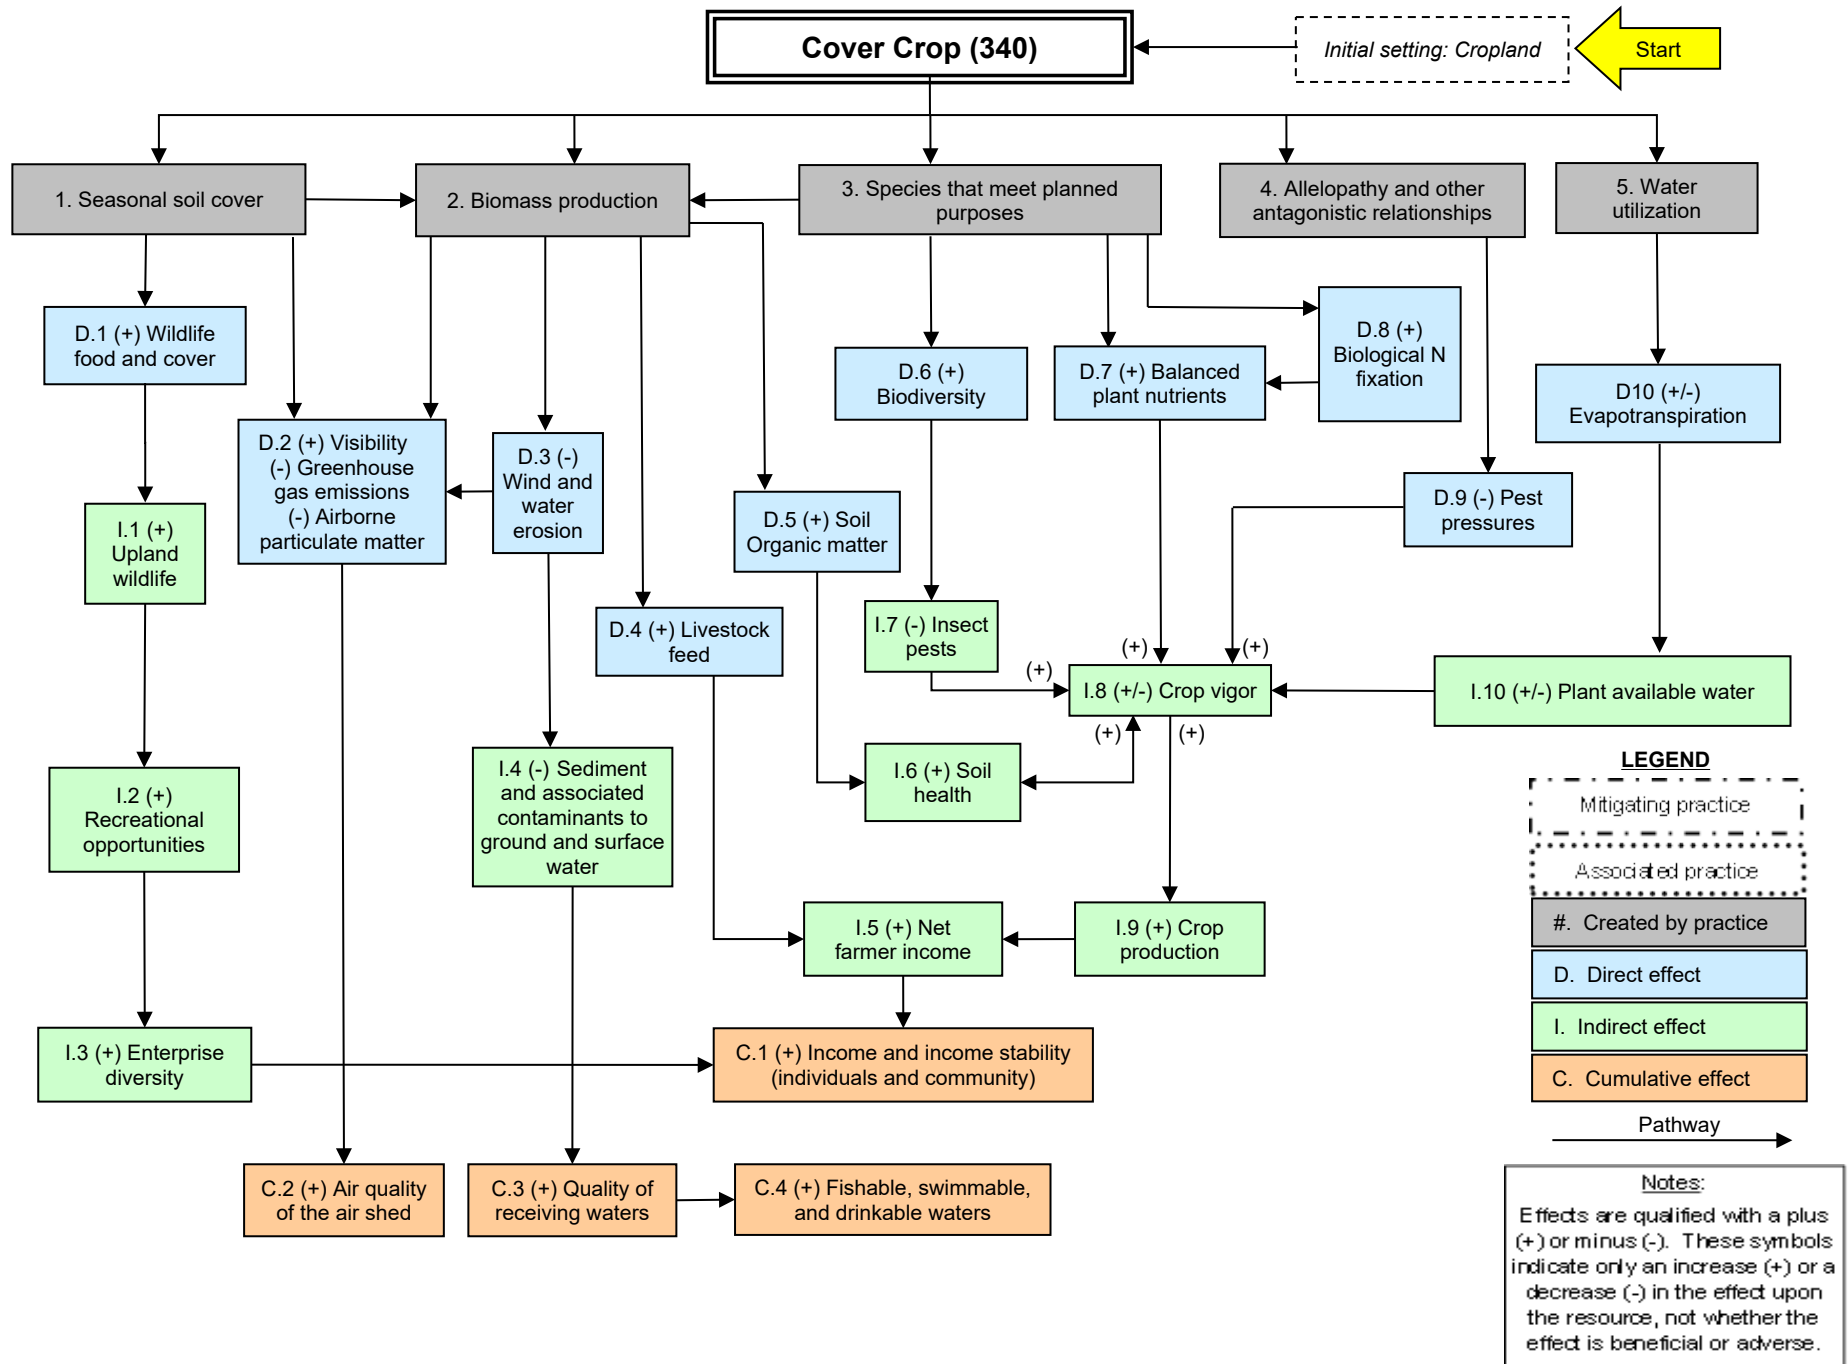 Cover Crop (340)
Initial setting: Cropland
Start
1. Seasonal soil cover
2. Biomass production
3. Species that meet planned
purposes
4. Allelopathy and other
antagonistic relationships
5. Water
utilization
D.1 (+) Wildlife
food and cover
D.2 (+) Visibility
(-) Greenhouse
gas emissions
(-) Airborne
particulate matter
D.3 (-)
Wind and
water
erosion
D.4 (+) Livestock
feed
D.5 (+) Soil
Organic matter
D.6 (+)
Biodiversity
D.7 (+) Balanced
plant nutrients
D.8 (+)
Biological N
fixation
D.9 (-) Pest
pressures
D10 (+/-)
Evapotranspiration
I.1 (+)
Upland
wildlife
I.2 (+)
Recreational
opportunities
I.3 (+) Enterprise
diversity
I.4 (-) Sediment
and associated
contaminants to
ground and surface
water
I.5 (+) Net
farmer income
I.6 (+) Soil
health
I.7 (-) Insect
pests
(+)
(+)
(+)
I.8 (+/-) Crop vigor
(+)
(+)
I.9 (+) Crop
production
I.10 (+/-) Plant available water
C.1 (+) Income and income stability
(individuals and community)
C.2 (+) Air quality
of the air shed
C.3 (+) Quality of
receiving waters
C.4 (+) Fishable, swimmable,
and drinkable waters
LEGEND
Mitigating practice
Associated practice
#. Created by practice
D. Direct effect
I. Indirect effect
C. Cumulative effect
Pathway
Notes:
Effects are qualified with a plus
(+) or minus (-). These symbols
indicate only an increase (+) or a
decrease (-) in the effect upon
the resource, not whether the
effect is beneficial or adverse.